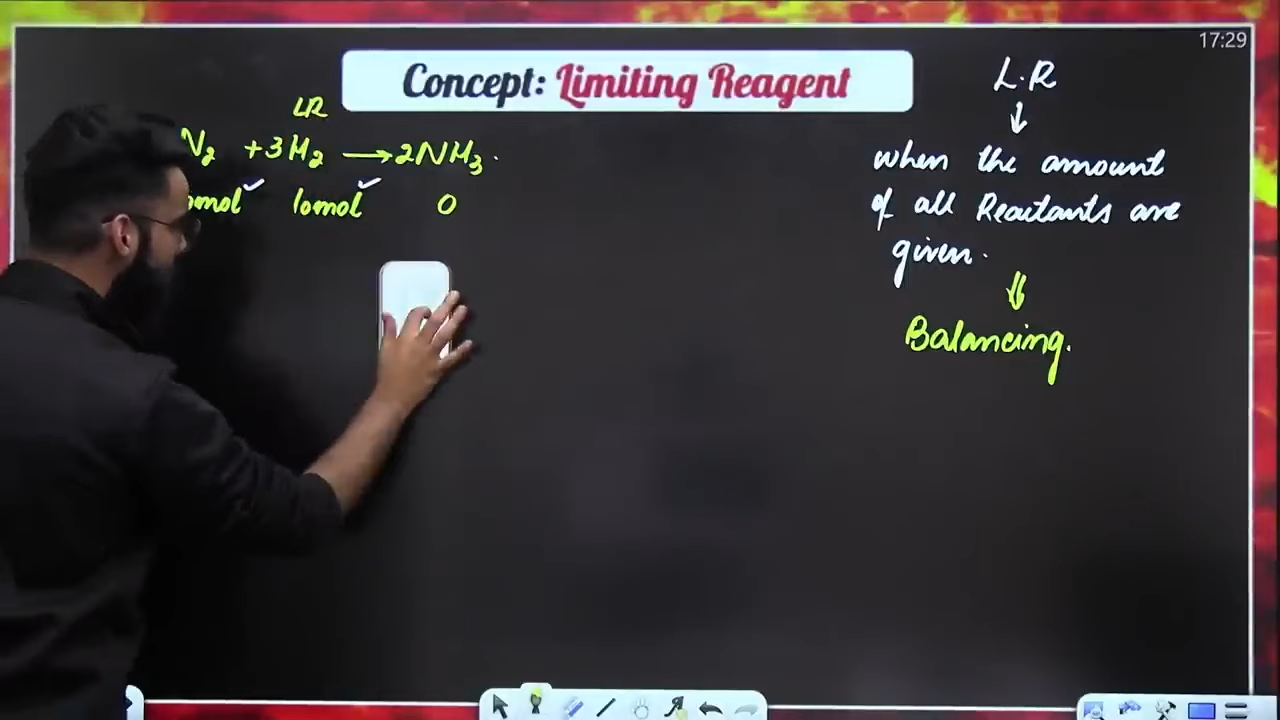 17:29
Concept: Limiting Reagent
LR
N₂ + 3H₂ → 2NH₃.
10mol 0
L.R
↓
when the amount
of all Reactants are
given.
⇓
Balancing.